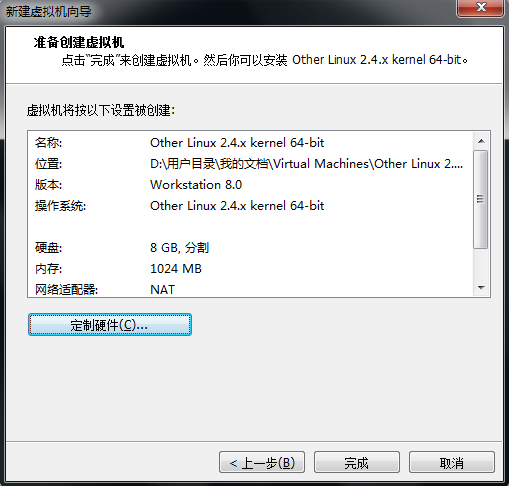 新建虚拟机向导
准备创建虚拟机
点击“完成”来创建虚拟机。然后你可以安装 Other Linux 2.4.x kernel 64-bit。
虚拟机将按以下设置被创建:
名称: Other Linux 2.4.x kernel 64-bit
位置: D:\用户目录\我的文档\Virtual Machines\Other Linux 2....
版本: Workstation 8.0
操作系统: Other Linux 2.4.x kernel 64-bit
硬盘: 8 GB, 分割
内存: 1024 MB
网络适配器: NAT
定制硬件(C)...
< 上一步(B) 完成 取消